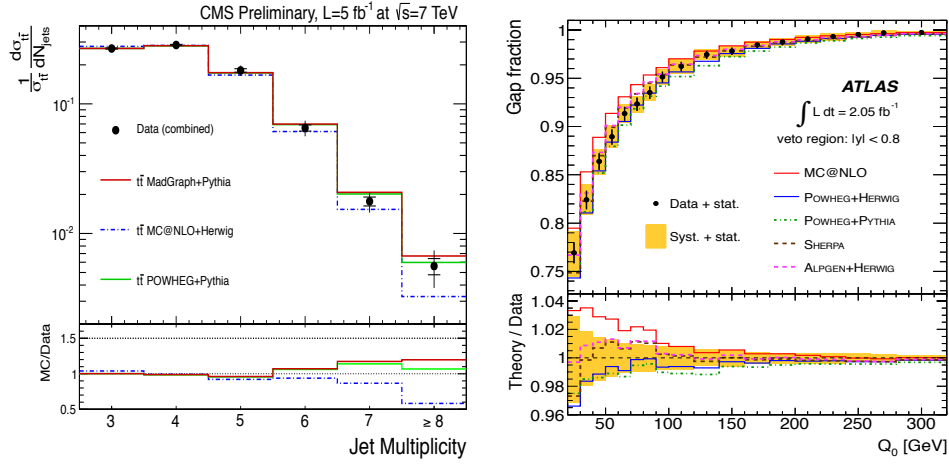 CMS Preliminary, L=5 fb⁻¹ at √s=7 TeV
1/σ_tt̄ dσ_tt̄/dN_jets
10⁻¹
10⁻²
Data (combined)
tt̄ MadGraph+Pythia
tt̄ MC@NLO+Herwig
tt̄ POWHEG+Pythia
MC/Data
1.5
1
0.5
3 4 5 6 7 ≥ 8
Jet Multiplicity
Gap fraction
0.95
0.9
0.85
0.8
0.75
ATLAS
∫ L dt = 2.05 fb⁻¹
veto region: |y| < 0.8
Data + stat.
Syst. + stat.
MC@NLO
POWHEG+HERWIG
POWHEG+PYTHIA
SHERPA
ALPGEN+HERWIG
Theory / Data
1.04
1.02
1
0.98
0.96
50 100 150 200 250 300
Q₀ [GeV]